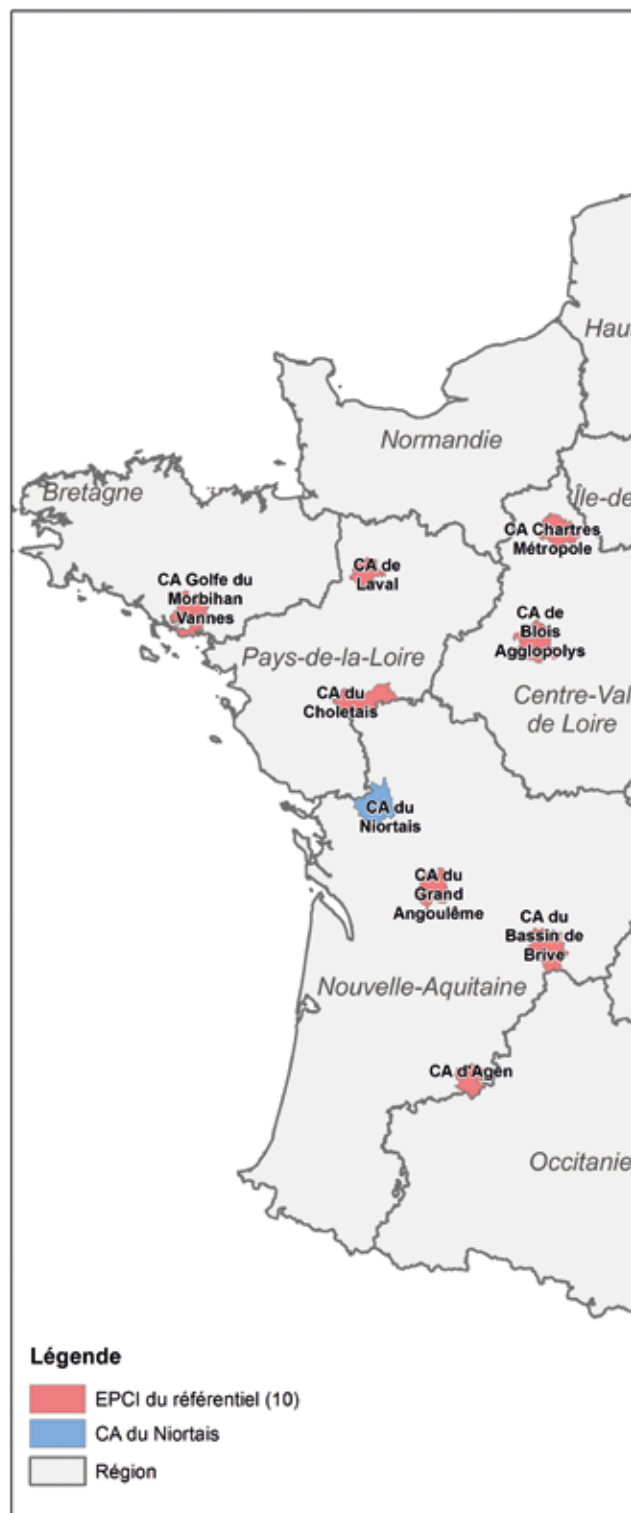 Hau
Normandie
Bretagne
Île-de
CA Chartres
Métropole
CA de
Laval
CA Golfe du
Morbihan
Vannes
CA de
Blois
Agglopolys
Pays-de-la-Loire
CA du
Choletais
Centre-Val
de Loire
CA du
Niortais
CA du
Grand
Angoulême
CA du
Bassin de
Brive
Nouvelle-Aquitaine
CA d'Agen
Occitanie
Légende
EPCI du référentiel (10)
CA du Niortais
Région